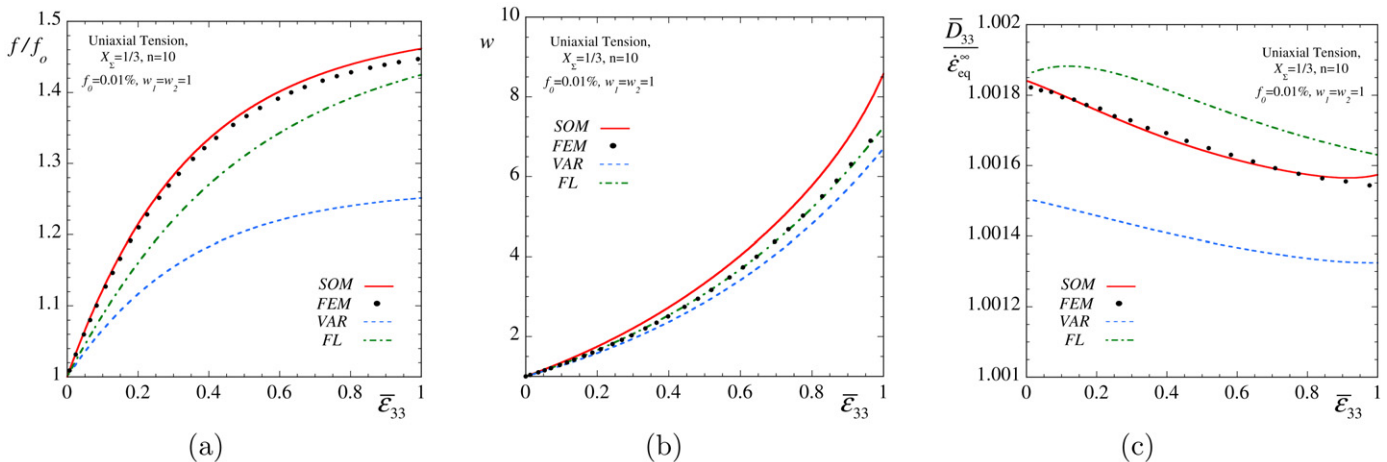 f/f_o
Uniaxial Tension,
X_Σ=1/3, n=10
f_0=0.01%, w_1=w_2=1
1.5
1.4
1.3
1.2
1.1
1
SOM
FEM
VAR
FL
0 0.2 0.4 0.6 0.8 1
ε̄_33
(a)
w
Uniaxial Tension,
X_Σ=1/3, n=10
f_0=0.01%, w_1=w_2=1
10
8
6
4
2
SOM
FEM
VAR
FL
0 0.2 0.4 0.6 0.8 1
ε̄_33
(b)
D̄_33
ε̇_eq^∞
Uniaxial Tension,
X_Σ=1/3, n=10
f_0=0.01%, w_1=w_2=1
1.002
1.0018
1.0016
1.0014
1.0012
1.001
SOM
FEM
VAR
FL
0 0.2 0.4 0.6 0.8 1
ε̄_33
(c)